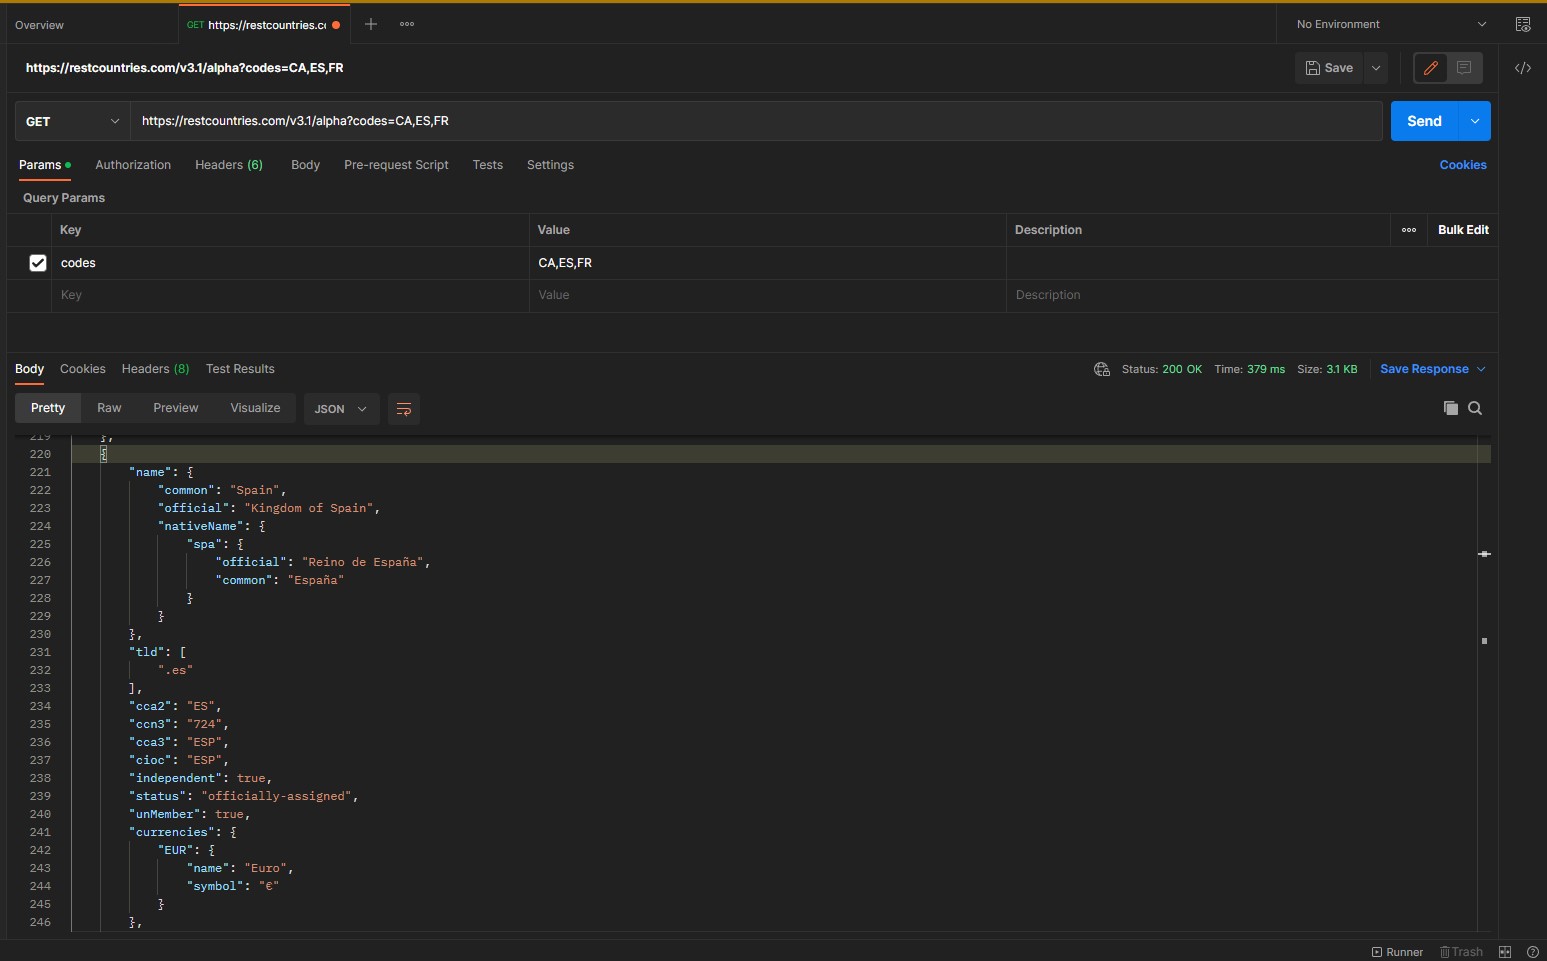 Overview
GET https://restcountries.co
No Environment
https://restcountries.com/v3.1/alpha?codes=CA,ES,FR
Save
GET
https://restcountries.com/v3.1/alpha?codes=CA,ES,FR
Send
Params
Authorization
Headers (6)
Body
Pre-request Script
Tests
Settings
Cookies
Query Params
Key
Value
Description
Bulk Edit
codes
CA,ES,FR
Key
Value
Description
Body
Cookies
Headers (8)
Test Results
Status: 200 OK
Time: 379 ms
Size: 3.1 KB
Save Response
Pretty
Raw
Preview
Visualize
JSON
219 },
220 {
221 "name": {
222 "common": "Spain",
223 "official": "Kingdom of Spain",
224 "nativeName": {
225 "spa": {
226 "official": "Reino de España",
227 "common": "España"
228 }
229 }
230 },
231 "tld": [
232 ".es"
233 ],
234 "cca2": "ES",
235 "ccn3": "724",
236 "cca3": "ESP",
237 "cioc": "ESP",
238 "independent": true,
239 "status": "officially-assigned",
240 "unMember": true,
241 "currencies": {
242 "EUR": {
243 "name": "Euro",
244 "symbol": "€"
245 }
246 },
Runner
Trash